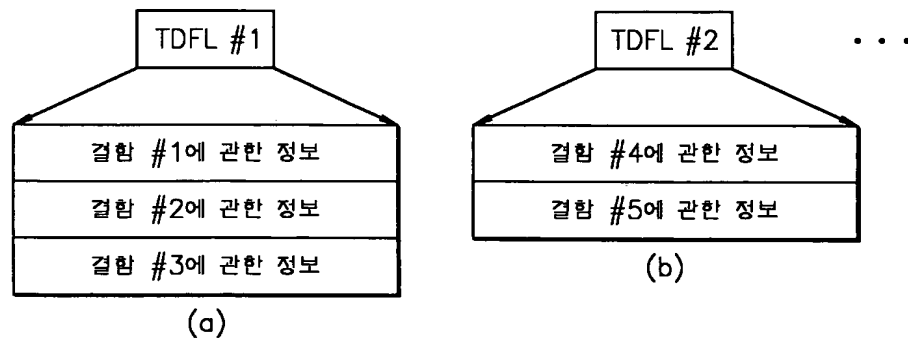 TDFL #1
결함 #1에 관한 정보
결함 #2에 관한 정보
결함 #3에 관한 정보
(a)
TDFL #2
결함 #4에 관한 정보
결함 #5에 관한 정보
(b)
• • •